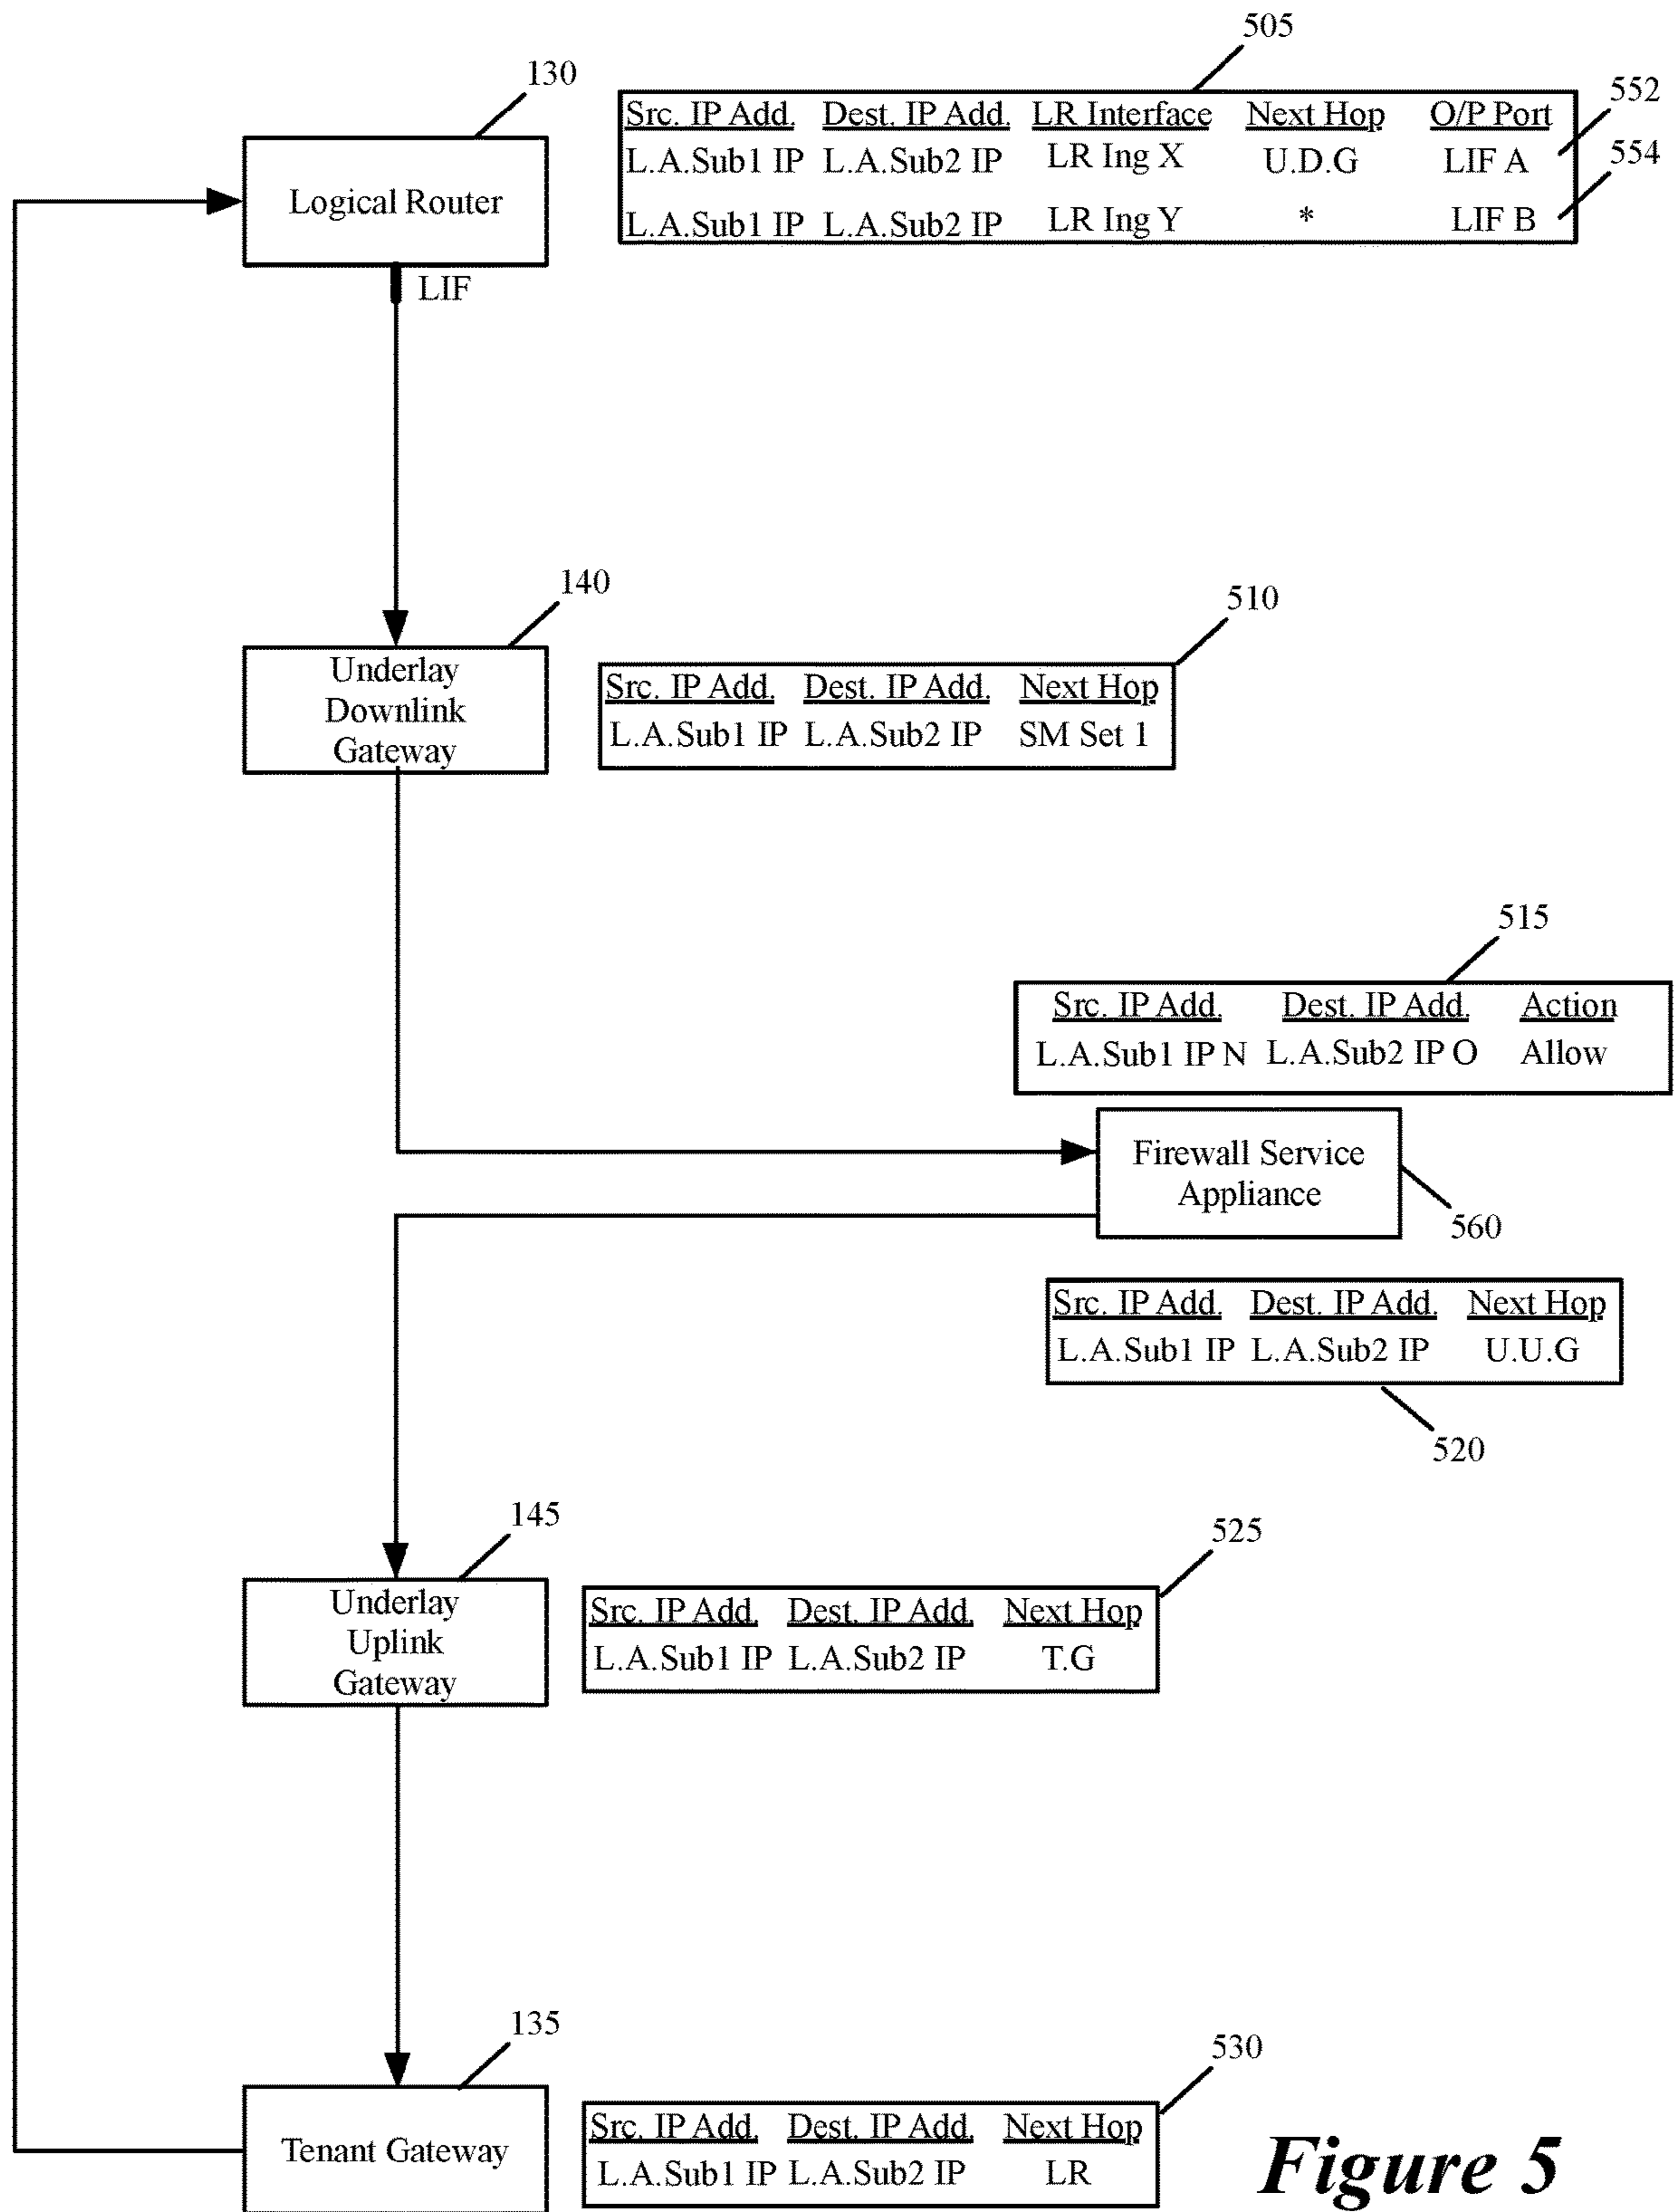 505
130
552
Src. IP Add. Dest. IP Add. LR Interface Next Hop O/P Port
L.A.Sub1 IP L.A.Sub2 IP LR Ing X U.D.G LIF A
554
Logical Router
L.A.Sub1 IP L.A.Sub2 IP LR Ing Y * LIF B
LIF
140
510
Underlay
Downlink
Gateway
Src. IP Add. Dest. IP Add. Next Hop
L.A.Sub1 IP L.A.Sub2 IP SM Set 1
515
Src. IP Add. Dest. IP Add. Action
L.A.Sub1 IP N L.A.Sub2 IP O Allow
Firewall Service
Appliance
560
Src. IP Add. Dest. IP Add. Next Hop
L.A.Sub1 IP L.A.Sub2 IP U.U.G
520
145
525
Underlay
Uplink
Gateway
Src. IP Add. Dest. IP Add. Next Hop
L.A.Sub1 IP L.A.Sub2 IP T.G
135
530
Tenant Gateway
Src. IP Add. Dest. IP Add. Next Hop
L.A.Sub1 IP L.A.Sub2 IP LR
Figure 5